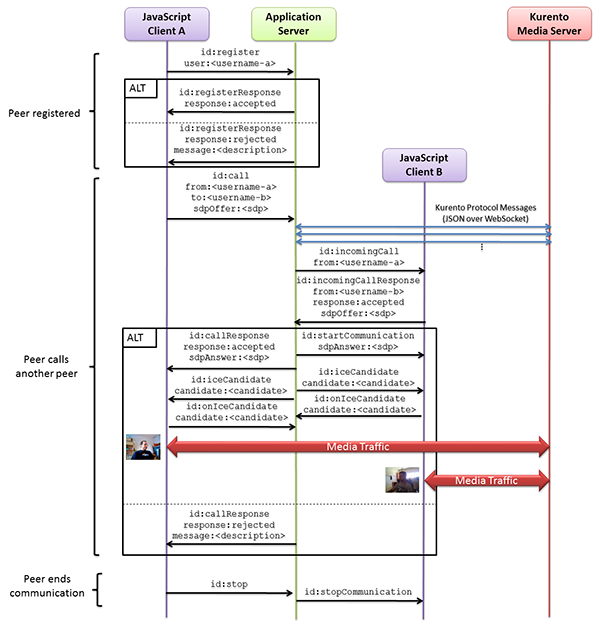 JavaScript
Client A
Application
Server
Kurento
Media Server
id:register
user:<username-a>
ALT
id:registerResponse
response:accepted
Peer registered
id:registerResponse
response:rejected
message:<description>
JavaScript
Client B
id:call
from:<username-a>
to:<username-b>
sdpOffer:<sdp>
Kurento Protocol Messages
(JSON over WebSocket)
...
id:incomingCall
from:<username-a>
id:incomingCallResponse
from:<username-b>
response:accepted
sdpOffer:<sdp>
ALT
id:callResponse
response:accepted
sdpAnswer:<sdp>
id:startCommunication
sdpAnswer:<sdp>
Peer calls
another peer
id:iceCandidate
candidate:<candidate>
id:iceCandidate
candidate:<candidate>
id:onIceCandidate
candidate:<candidate>
id:onIceCandidate
candidate:<candidate>
Media Traffic
Media Traffic
id:callResponse
response:rejected
message:<description>
Peer ends
communication
id:stop
id:stopCommunication